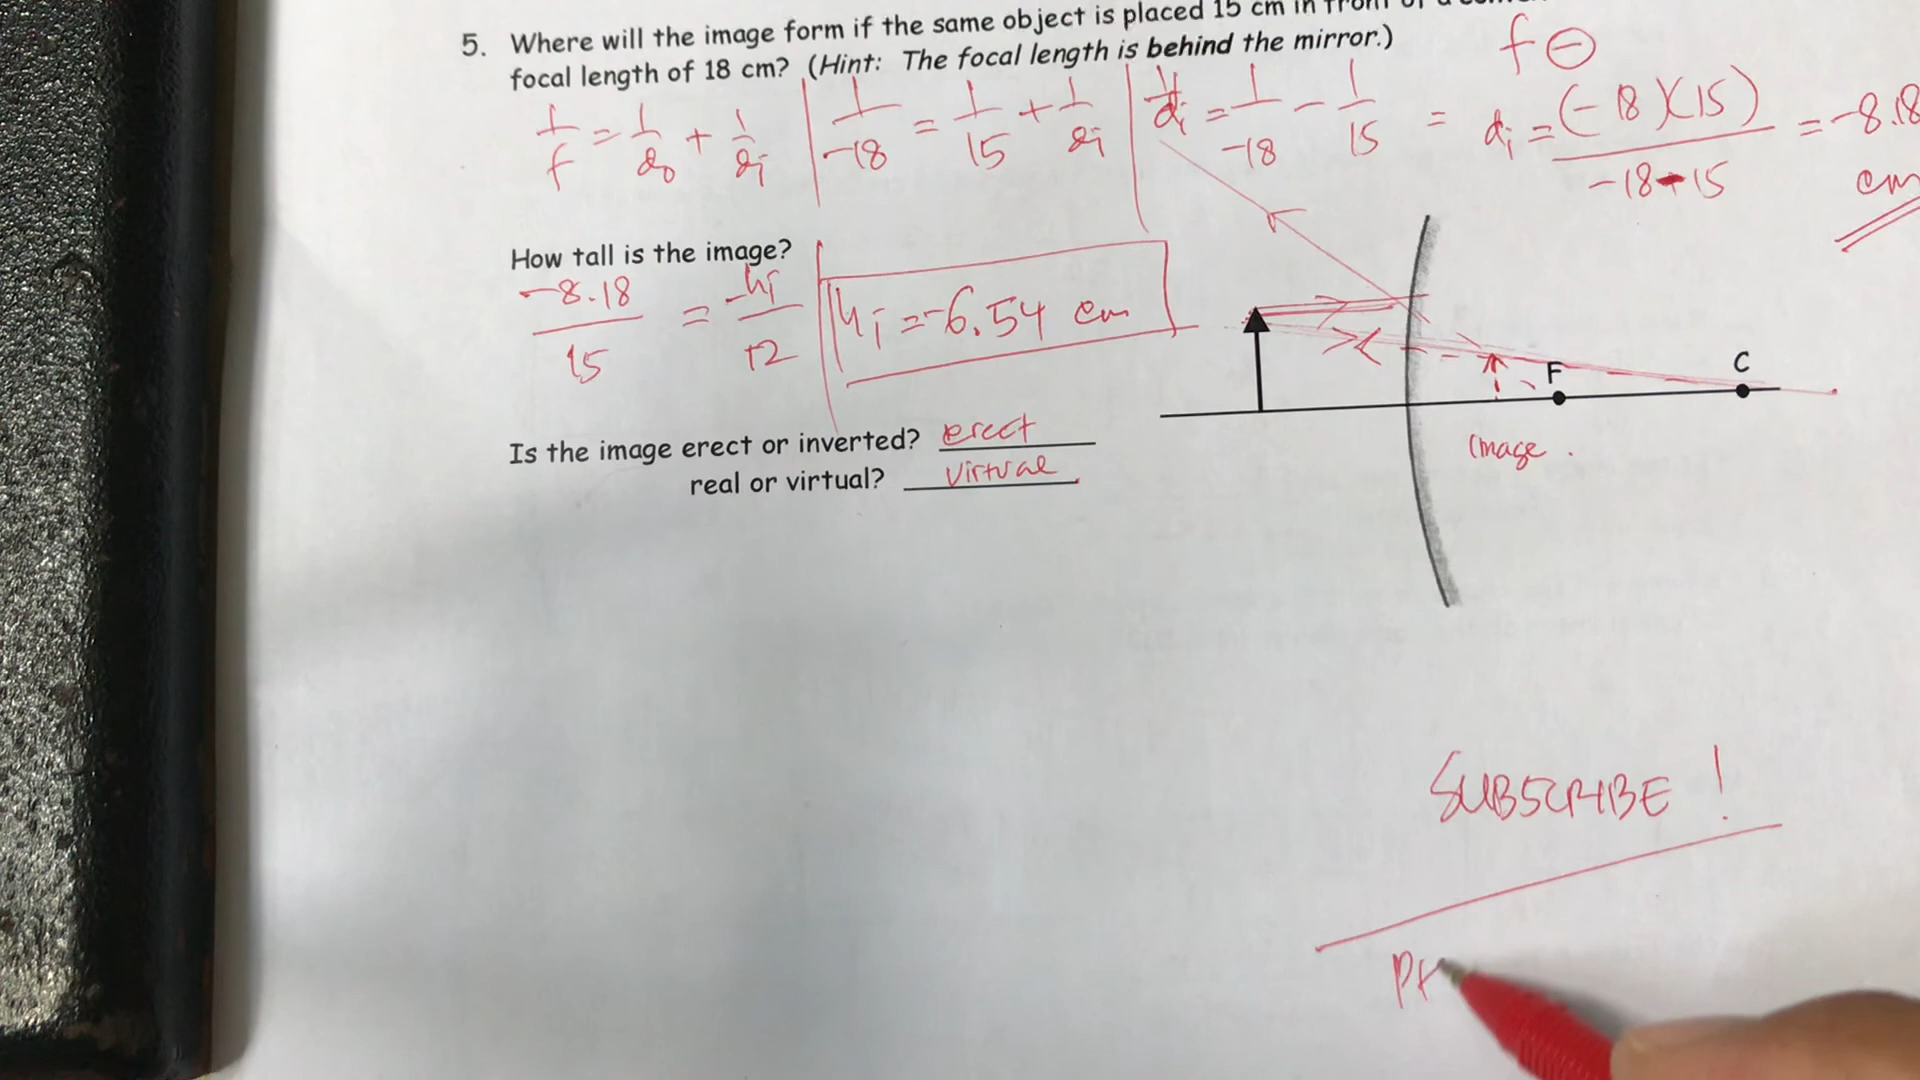 5. Where will the image form if the same object is placed 15 cm in front of a
focal length of 18 cm? (Hint: The focal length is behind the mirror.)
f ⊖
1/f = 1/do + 1/di | 1/-18 = 1/15 + 1/di | 1/di = 1/-18 - 1/15 = di = (-18)(15)/-18-15 = -8.18 cm
How tall is the image?
-8.18/15 = -hi/12 | hi = -6.54 cm
F
C
Image.
Is the image erect or inverted? erect
real or virtual? Virtual
SUBSCRIBE!